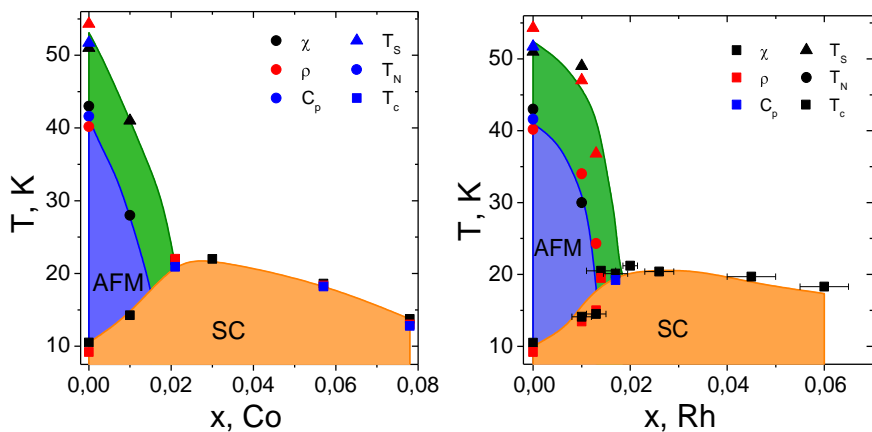 50
40
30
20
10
T, K
χ
ρ
C_p
T_S
T_N
T_c
AFM
SC
0,00
0,02
0,04
0,06
0,08
x, Co
50
40
30
20
10
T, K
χ
ρ
C_p
T_S
T_N
T_c
AFM
SC
0,00
0,02
0,04
0,06
x, Rh